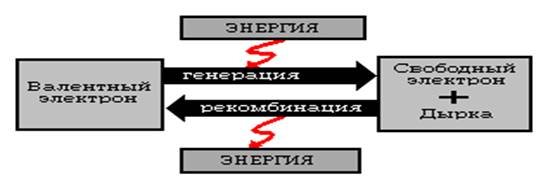 ЭНЕРГИЯ
генерация
Валентный
электрон
Свободный
электрон
+
Дырка
рекомбинация
ЭНЕРГИЯ